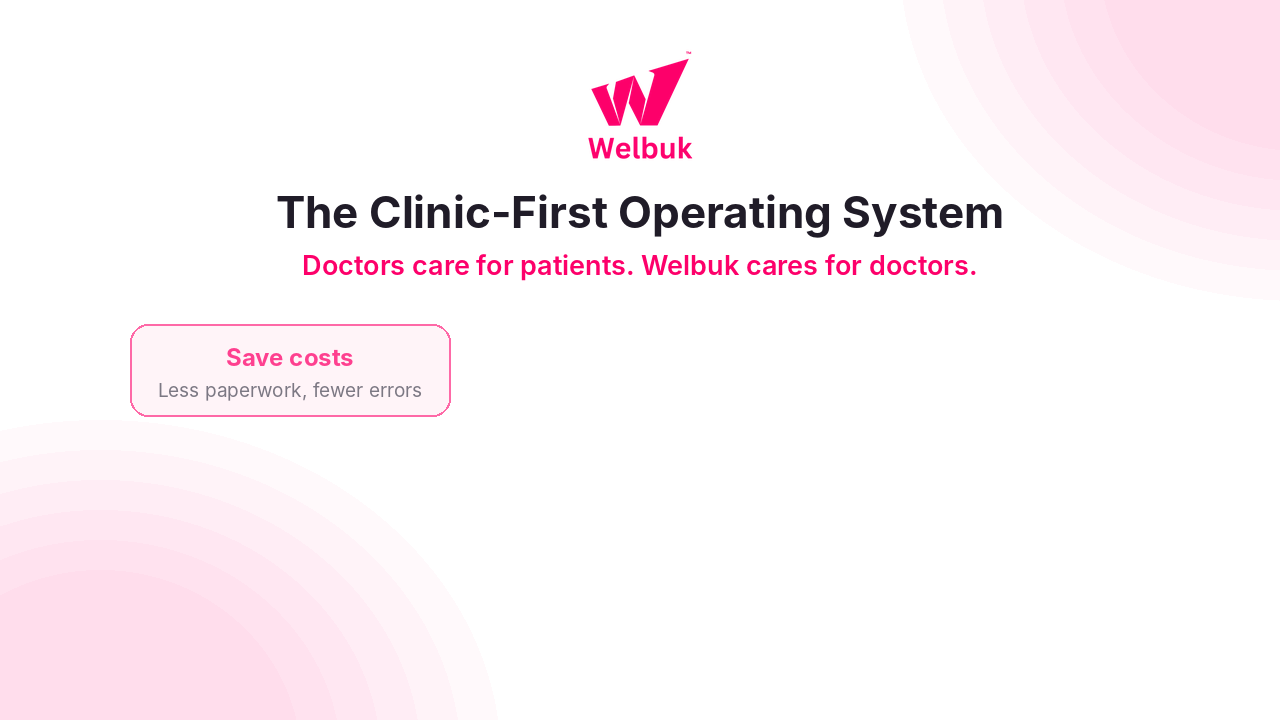 Welbuk
The Clinic-First Operating System
Doctors care for patients. Welbuk cares for doctors.
Save costs
Less paperwork, fewer errors